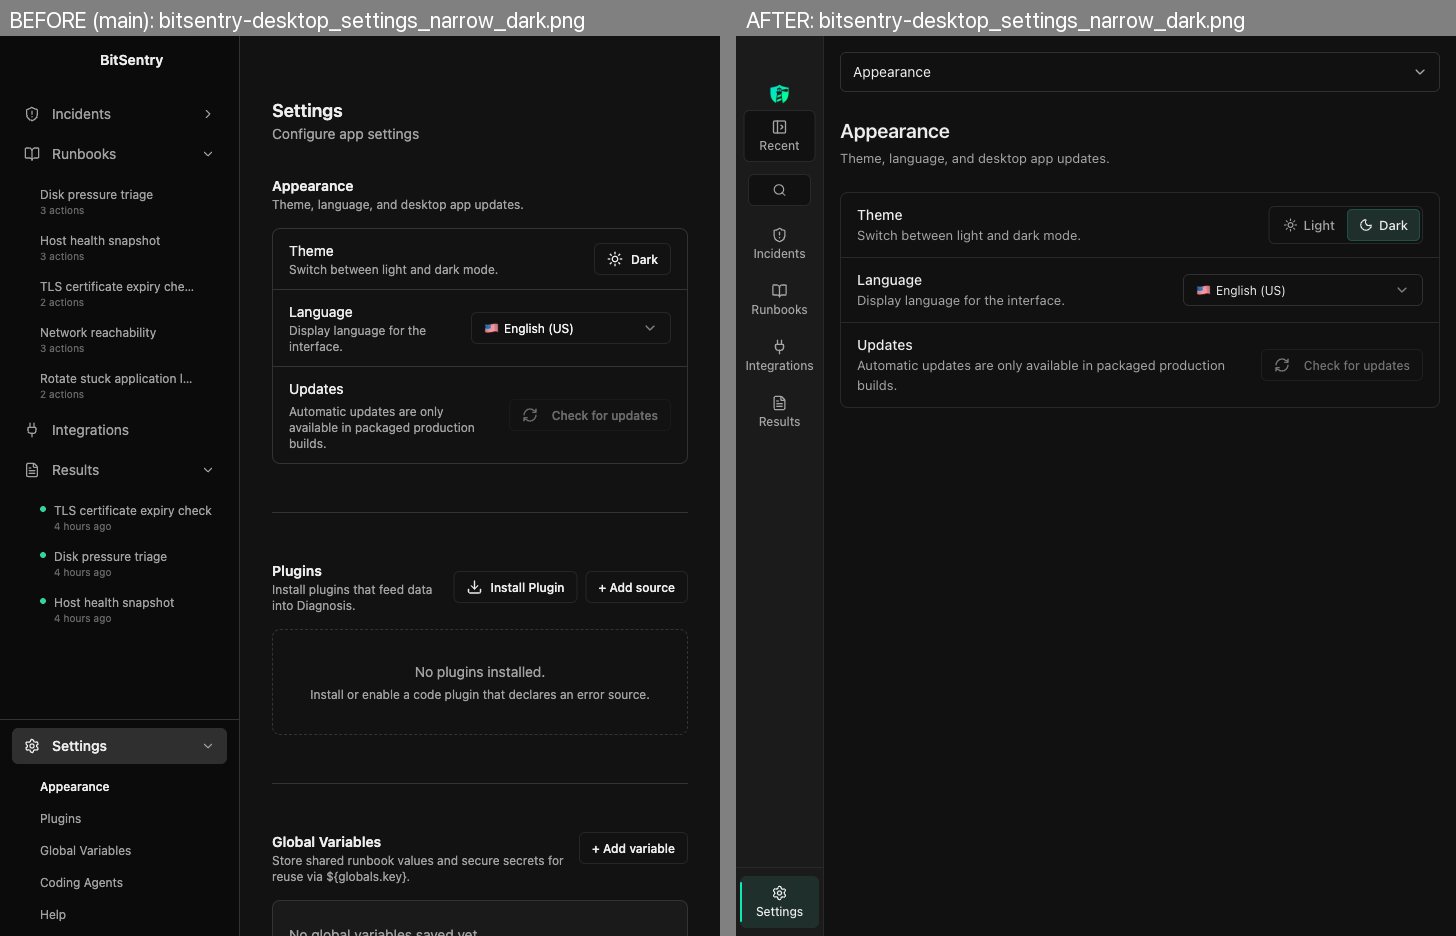 BEFORE (main): bitsentry-desktop_settings_narrow_dark.png
BitSentry
Incidents
Runbooks
Disk pressure triage
3 actions
Host health snapshot
3 actions
TLS certificate expiry che...
2 actions
Network reachability
3 actions
Rotate stuck application l...
2 actions
Integrations
Results
TLS certificate expiry check
4 hours ago
Disk pressure triage
4 hours ago
Host health snapshot
4 hours ago
Settings
Appearance
Plugins
Global Variables
Coding Agents
Help
Settings
Configure app settings
Appearance
Theme, language, and desktop app updates.
Theme
Switch between light and dark mode.
Dark
Language
Display language for the
interface.
English (US)
Updates
Automatic updates are only
available in packaged production
builds.
Check for updates
Plugins
Install plugins that feed data
into Diagnosis.
Install Plugin
+ Add source
No plugins installed.
Install or enable a code plugin that declares an error source.
Global Variables
Store shared runbook values and secure secrets for
reuse via ${globals.key}.
+ Add variable
No global variables saved yet
AFTER: bitsentry-desktop_settings_narrow_dark.png
Recent
Incidents
Runbooks
Integrations
Results
Settings
Appearance
Appearance
Theme, language, and desktop app updates.
Theme
Switch between light and dark mode.
Light
Dark
Language
Display language for the interface.
English (US)
Updates
Automatic updates are only available in packaged production
builds.
Check for updates